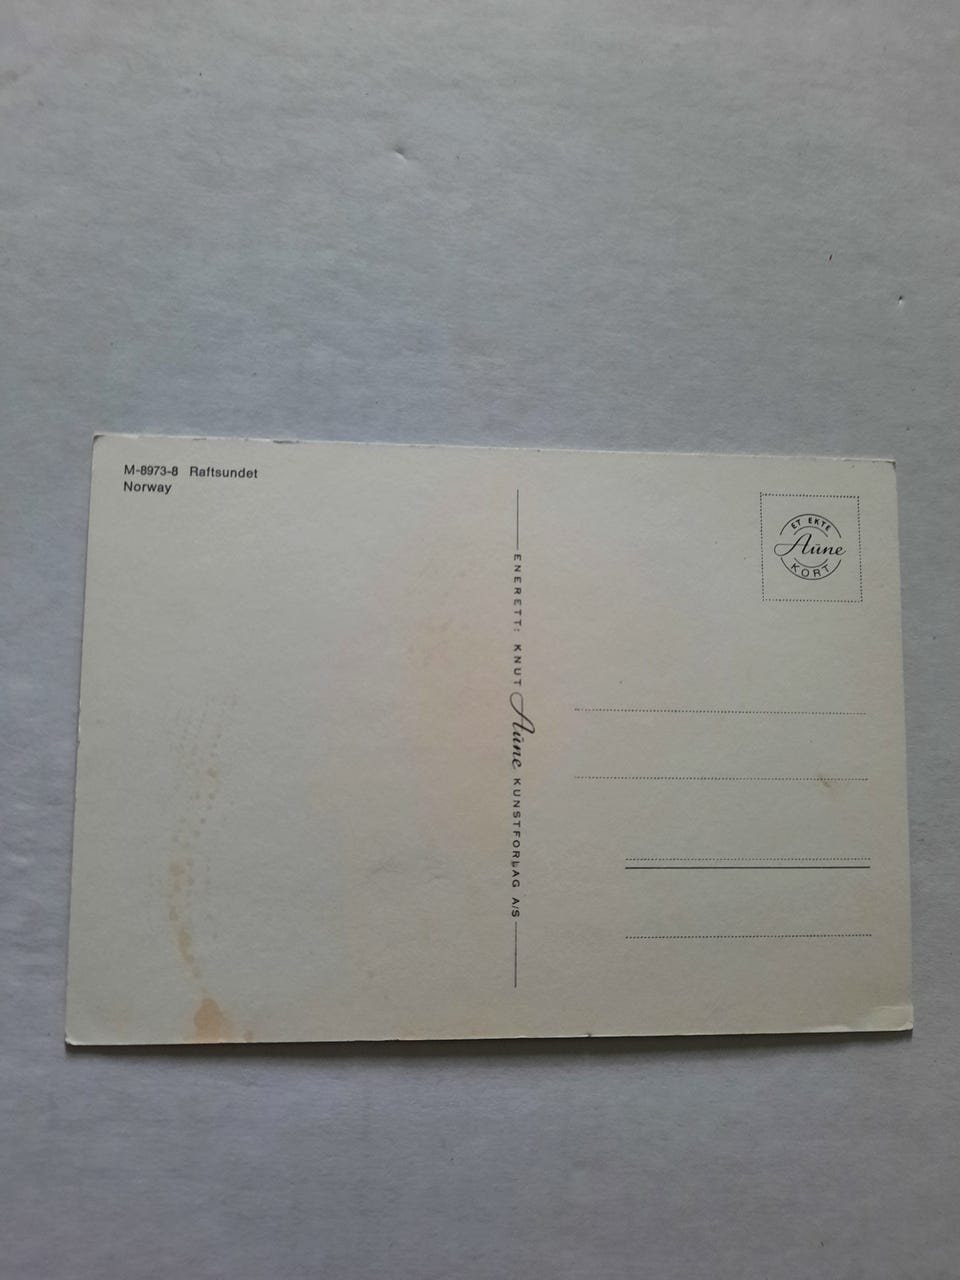 M-8973-8 Raftsundet
Norway
ENERETT: KNUT Aune KUNSTFORLAG A/S
ET EKTE
Aune
KORT